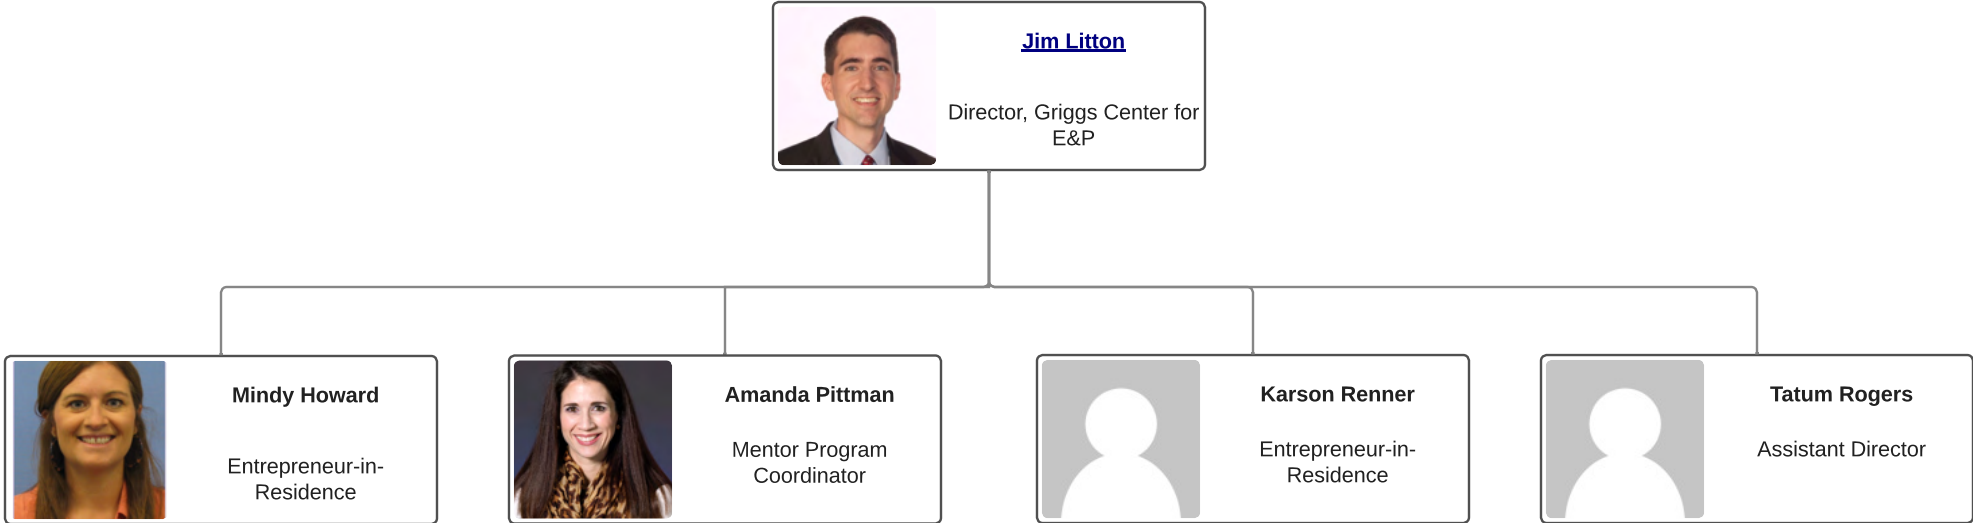 Jim Litton
Director, Griggs Center for
E&P
Mindy Howard
Entrepreneur-in-
Residence
Amanda Pittman
Mentor Program
Coordinator
Karson Renner
Entrepreneur-in-
Residence
Tatum Rogers
Assistant Director